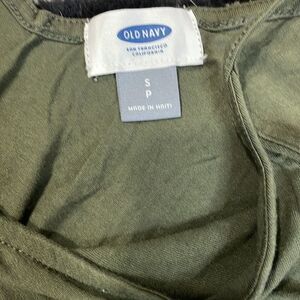 OLD NAVY
SAN FRANCISCO
CALIFORNIA
S
P
MADE IN HAITI